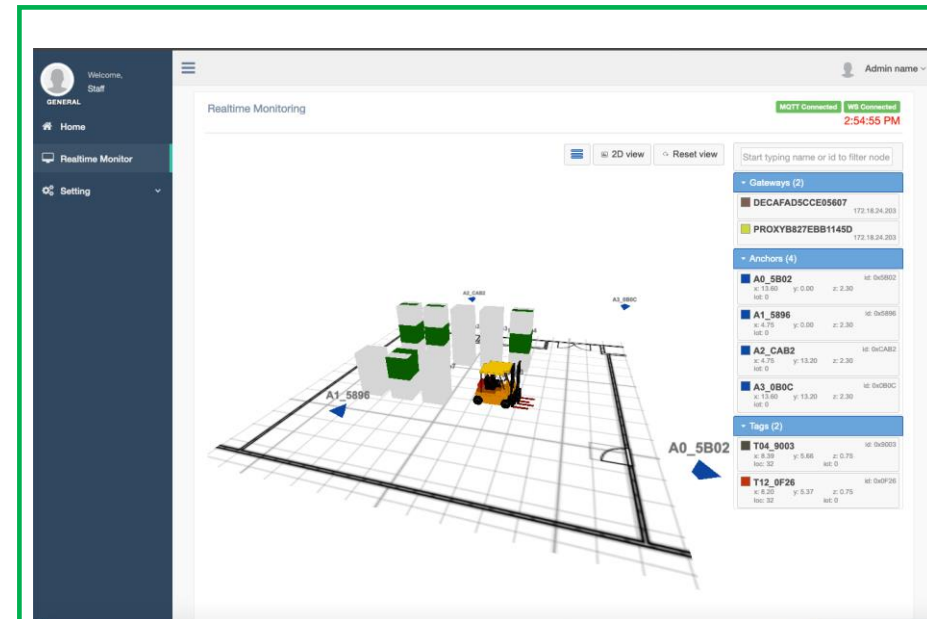 Welcome,
Staff
GENERAL
Home
Realtime Monitor
Setting
Admin name
Realtime Monitoring
MQTT Connected WS Connected
2:54:55 PM
2D view Reset view
Start typing name or id to filter node
Gateways (2)
DECAFAD5CCE05607
172.18.24.203
PROXYB827EBB1145D
172.18.24.203
Anchors (4)
A0_5B02 id: 0x5B02
x: 13.60 y: 0.00 z: 2.30
iot: 0
A1_5896 id: 0x5896
x: 4.75 y: 0.00 z: 2.30
iot: 0
A2_CAB2 id: 0xCAB2
x: 4.75 y: 13.20 z: 2.30
iot: 0
A3_0B0C id: 0x0B0C
x: 13.60 y: 13.20 z: 2.30
iot: 0
Tags (2)
T04_9003 id: 0x9003
x: 8.39 y: 5.66 z: 0.75
loc: 32 iot: 0
T12_0F26 id: 0x0F26
x: 8.20 y: 5.37 z: 0.75
loc: 32 iot: 0
A2_CAB2
A3_0B0C
A1_5896
A0_5B02